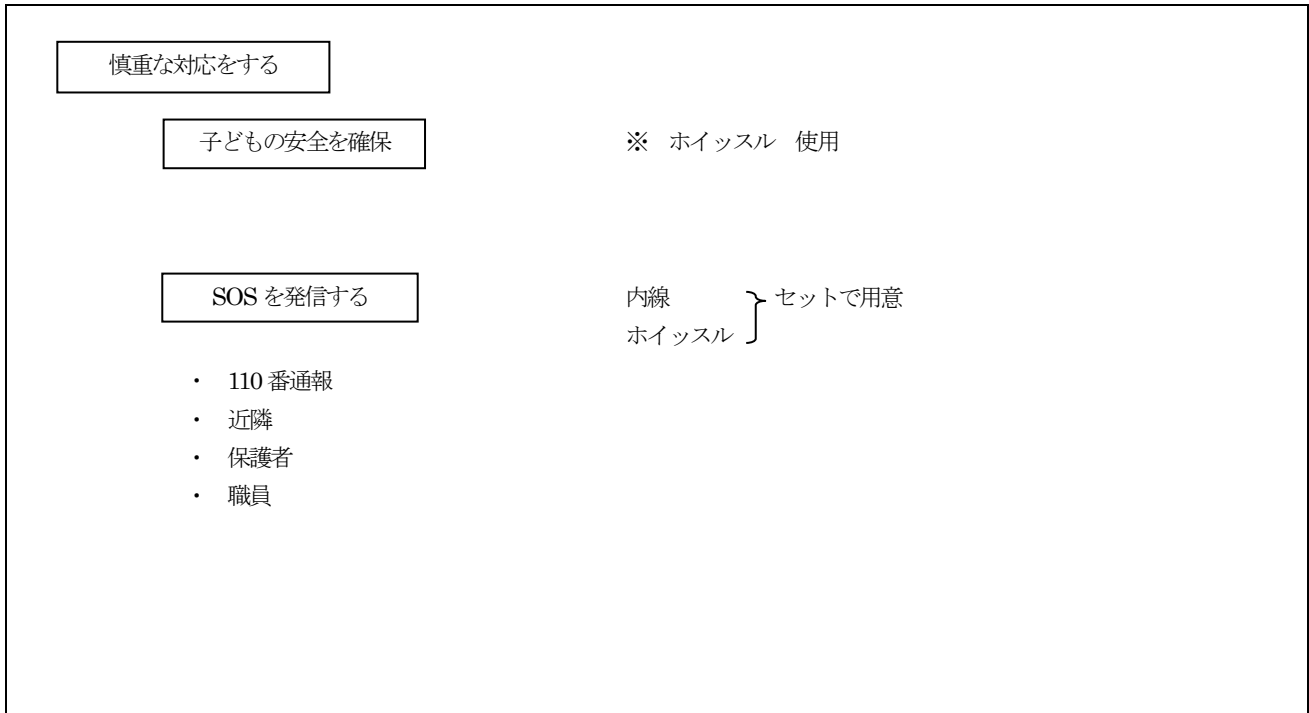 慎重な対応をする
子どもの安全を確保　　※　ホイッスル　使用
SOS を発信する　　内線　　セットで用意
ホイッスル
・　110 番通報
・　近隣
・　保護者
・　職員